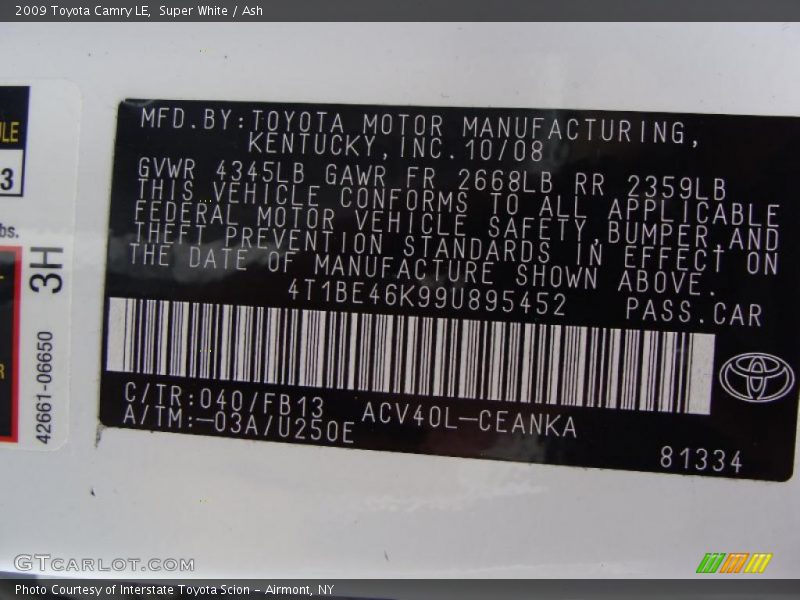 2009 Toyota Camry LE, Super White / Ash
MFD.BY:TOYOTA MOTOR MANUFACTURING,
KENTUCKY,INC.10/08
GVWR 4345LB GAWR FR 2668LB RR 2359LB
THIS VEHICLE CONFORMS TO ALL APPLICABLE
FEDERAL MOTOR VEHICLE SAFETY,BUMPER,AND
THEFT PREVENTION STANDARDS IN EFFECT ON
THE DATE OF MANUFACTURE SHOWN ABOVE.
4T1BE46K99U895452 PASS.CAR
C/TR:040/FB13 ACV40L-CEANKA
A/TM:-03A/U250E
81334
3
bs.
3H
42661-06650
GTCARLOT.COM
Photo Courtesy of Interstate Toyota Scion - Airmont, NY